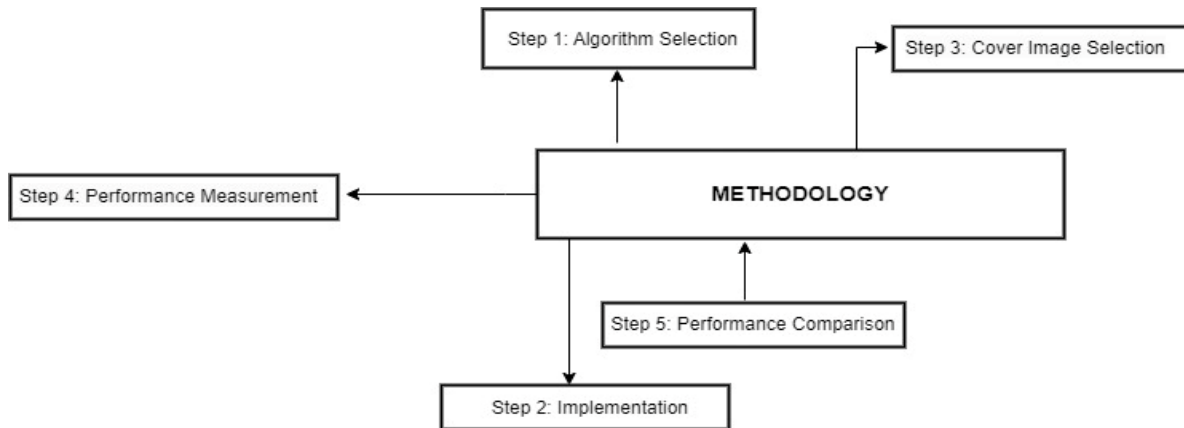 Step 1: Algorithm Selection
Step 3: Cover Image Selection
METHODOLOGY
Step 4: Performance Measurement
Step 5: Performance Comparison
Step 2: Implementation